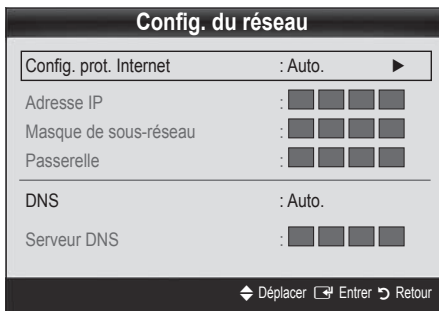 Config. du réseau
Config. prot. Internet : Auto. ►
Adresse IP :
Masque de sous-réseau :
Passerelle :
DNS : Auto.
Serveur DNS :
Déplacer Entrer Retour